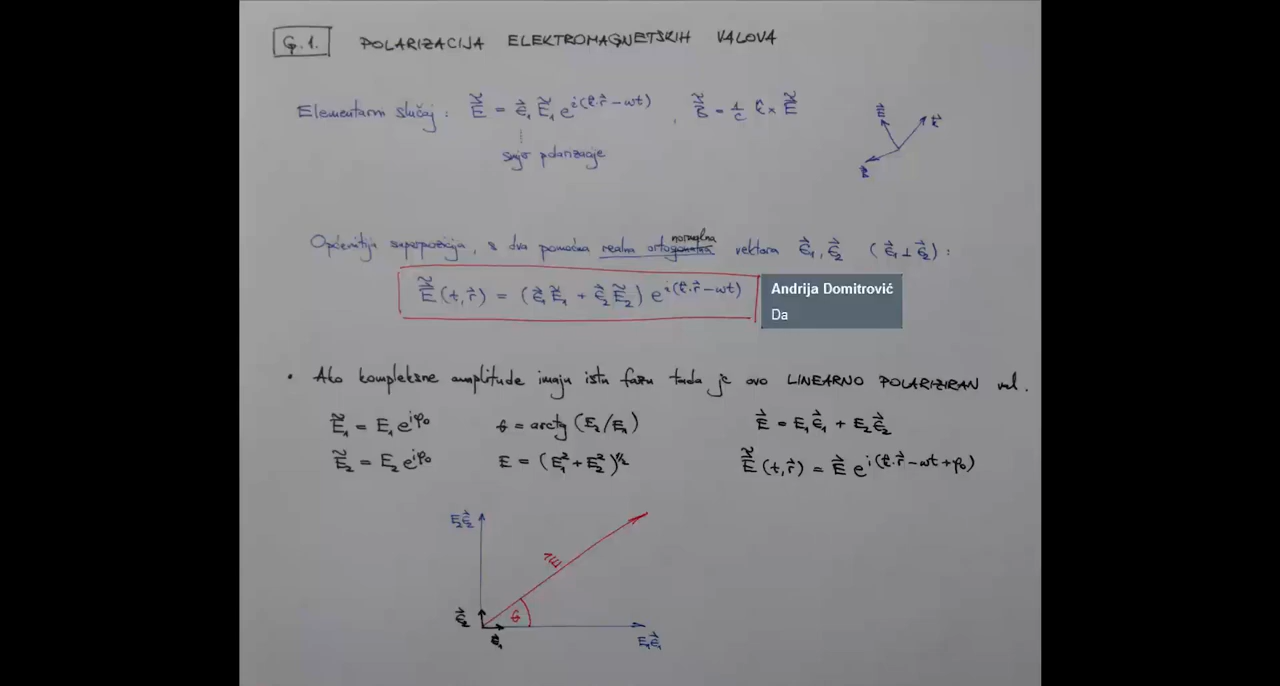 G.1. POLARIZACIJA ELEKTROMAGNETSKIH VALOVA
Elementarni slučaj: Ẽ⃗ = ε⃗₁ Ẽ₁ e^{i(k⃗·r⃗ − ωt)} , B̃⃗ = 1/c k̂ × Ẽ⃗
E⃗ k⃗
polarizacije
B⃗
normalna
Općenitija superpozicija, s dva pomoćna realna ortogonalna vektora ε⃗₁, ε⃗₂ (ε⃗₁ ⊥ ε⃗₂):
Ẽ⃗(t, r⃗) = (ε⃗₁ Ẽ₁ + ε⃗₂ Ẽ₂) e^{i(k⃗·r⃗ − ωt)}
Andrija Domitrović
Da
• Ako kompleksne amplitude imaju istu fazu tada je ovo LINEARNO POLARIZIRAN val.
Ẽ₁ = E₁ e^{iφ₀} θ = arctg (E₂/E₁) E⃗ = E₁ε⃗₁ + E₂ε⃗₂
Ẽ₂ = E₂ e^{iφ₀} E = (E₁² + E₂²)^{1/2} Ẽ⃗(t, r⃗) = E⃗ e^{i(k⃗·r⃗ − ωt + φ₀)}
E₂ε⃗₂
E⃗
ε⃗₂ θ
ε⃗₁ E₁ε⃗₁